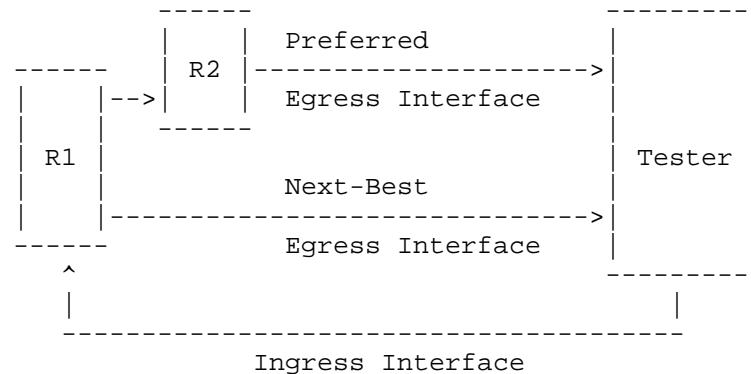 Preferred
R2
Egress Interface
R1
Tester
Next-Best
Egress Interface
Ingress Interface